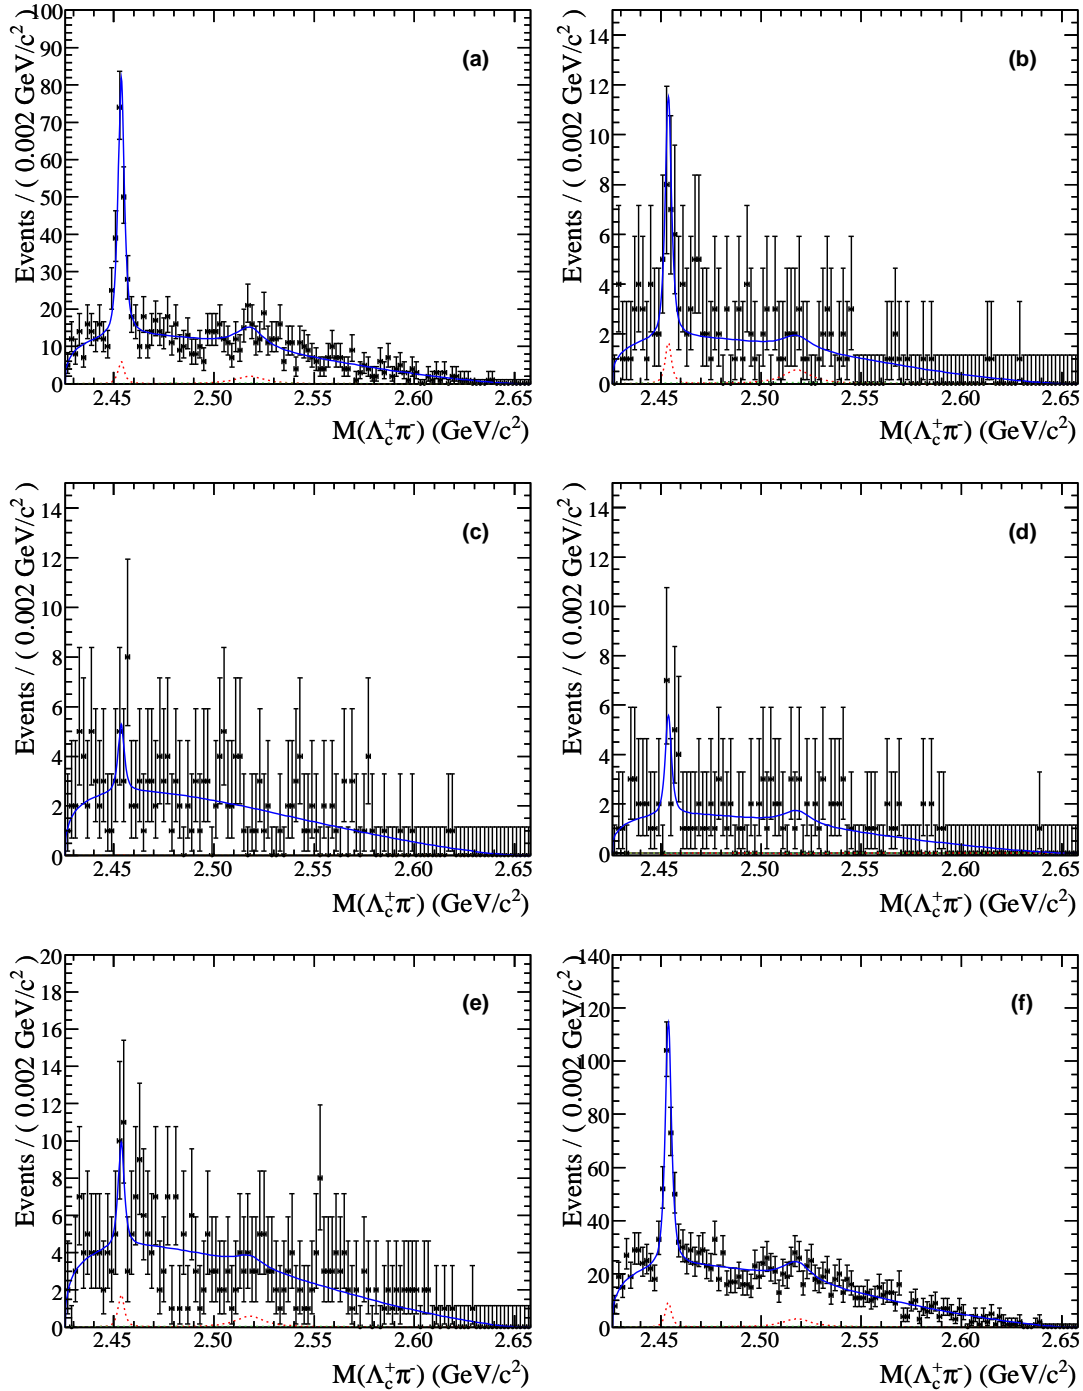 100
90
80
70
60
50
40
30
20
10
0
Events / ( 0.002 GeV/c² )
(a)
2.45 2.50 2.55 2.60 2.65
M(Λc⁺π⁻) (GeV/c²)
14
12
10
8
6
4
2
0
Events / ( 0.002 GeV/c² )
(b)
2.45 2.50 2.55 2.60 2.65
M(Λc⁺π⁻) (GeV/c²)
14
12
10
8
6
4
2
0
Events / ( 0.002 GeV/c² )
(c)
2.45 2.50 2.55 2.60 2.65
M(Λc⁺π⁻) (GeV/c²)
14
12
10
8
6
4
2
0
Events / ( 0.002 GeV/c² )
(d)
2.45 2.50 2.55 2.60 2.65
M(Λc⁺π⁻) (GeV/c²)
20
18
16
14
12
10
8
6
4
2
0
Events / ( 0.002 GeV/c² )
(e)
2.45 2.50 2.55 2.60 2.65
M(Λc⁺π⁻) (GeV/c²)
140
120
100
80
60
40
20
0
Events / ( 0.002 GeV/c² )
(f)
2.45 2.50 2.55 2.60 2.65
M(Λc⁺π⁻) (GeV/c²)